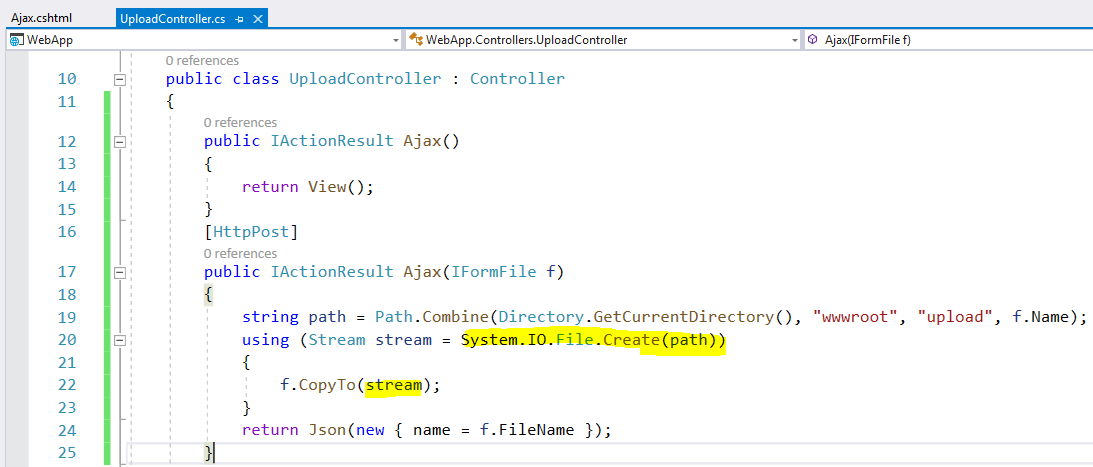 Ajax.cshtml UploadController.cs
WebApp WebApp.Controllers.UploadController Ajax(IFormFile f)
0 references
10 public class UploadController : Controller
11 {
0 references
12 public IActionResult Ajax()
13 {
14 return View();
15 }
16 [HttpPost]
0 references
17 public IActionResult Ajax(IFormFile f)
18 {
19 string path = Path.Combine(Directory.GetCurrentDirectory(), "wwwroot", "upload", f.Name);
20 using (Stream stream = System.IO.File.Create(path))
21 {
22 f.CopyTo(stream);
23 }
24 return Json(new { name = f.FileName });
25 }